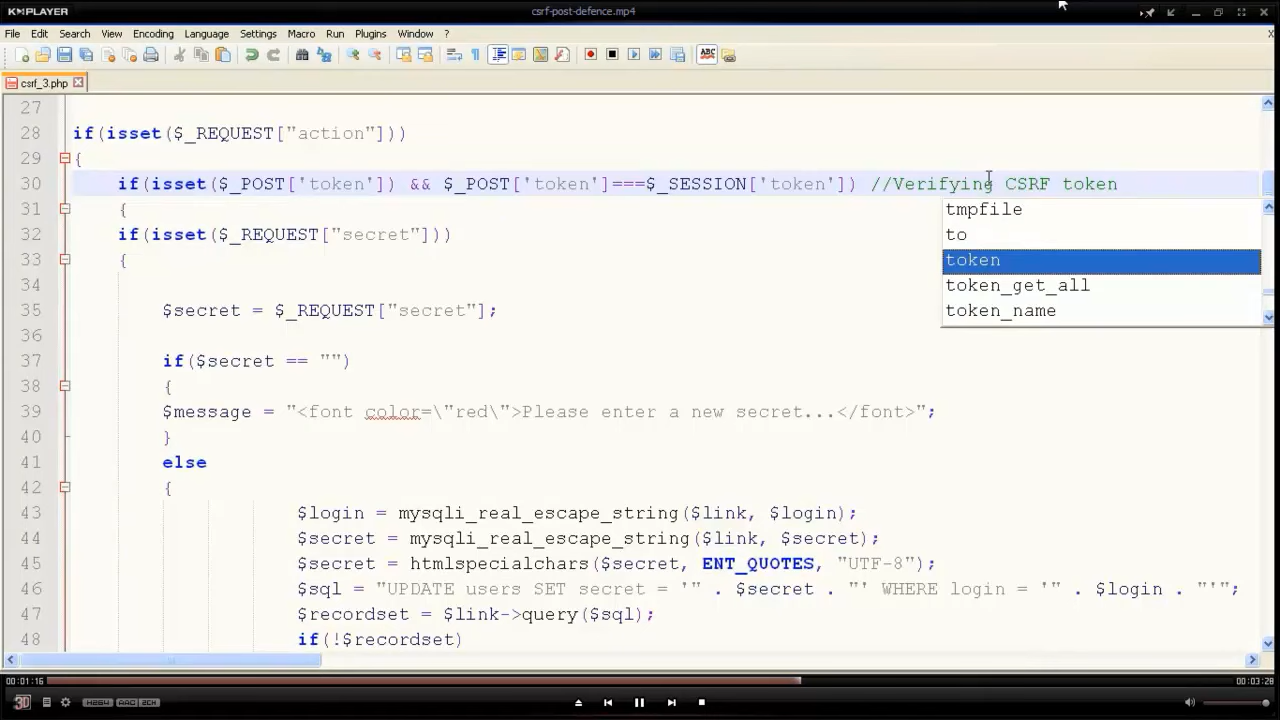 KMPLAYER
csrf-post-defence.mp4
File Edit Search View Encoding Language Settings Macro Run Plugins Window ?
ABC
csrf_3.php
27
28 if(isset($_REQUEST["action"]))
29 {
30 if(isset($_POST['token']) && $_POST['token']===$_SESSION['token']) //Verifying CSRF token
tmpfile
to
token
token_get_all
token_name
31 {
32 if(isset($_REQUEST["secret"]))
33 {
34
35 $secret = $_REQUEST["secret"];
36
37 if($secret == "")
38 {
39 $message = "<font color=\"red\">Please enter a new secret...</font>";
40 }
41 else
42 {
43 $login = mysqli_real_escape_string($link, $login);
44 $secret = mysqli_real_escape_string($link, $secret);
45 $secret = htmlspecialchars($secret, ENT_QUOTES, "UTF-8");
46 $sql = "UPDATE users SET secret = '" . $secret . "' WHERE login = '" . $login . "'";
47 $recordset = $link->query($sql);
48 if(!$recordset)
00:01:16
00:03:28
3D H264 AAC 2CH